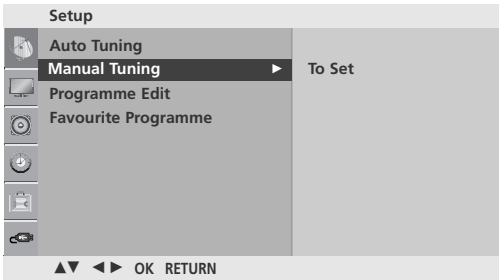 Setup
Auto Tuning
Manual Tuning ► To Set
Programme Edit
Favourite Programme
▲▼ ◄► OK RETURN